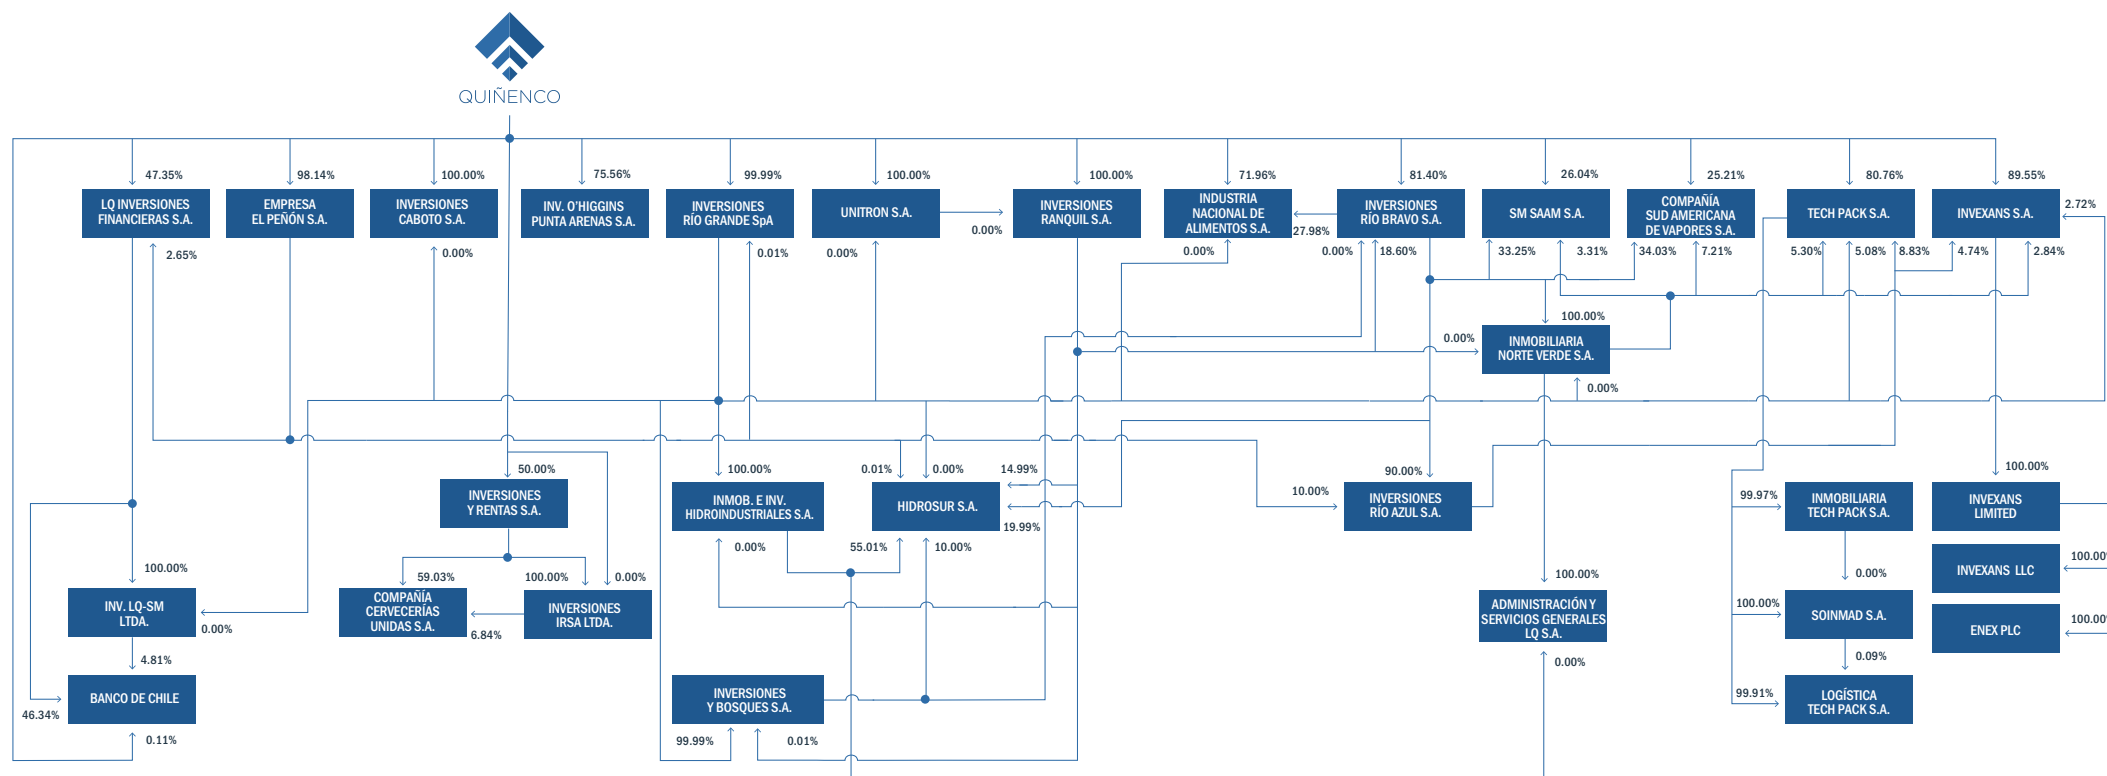 QUIÑENCO
47.35%
98.14%
100.00%
75.56%
99.99%
100.00%
100.00%
71.96%
81.40%
26.04%
25.21%
80.76%
89.55%
LQ INVERSIONES
FINANCIERAS S.A.
EMPRESA
EL PEÑÓN S.A.
INVERSIONES
CABOTO S.A.
INV. O'HIGGINS
PUNTA ARENAS S.A.
INVERSIONES
RÍO GRANDE SpA
UNITRON S.A.
0.00%
INVERSIONES
RANQUIL S.A.
INDUSTRIA
NACIONAL DE
ALIMENTOS S.A.
27.98%
INVERSIONES
RÍO BRAVO S.A.
SM SAAM S.A.
COMPAÑÍA
SUD AMERICANA
DE VAPORES S.A.
TECH PACK S.A.
INVEXANS S.A.
2.72%
2.65%
0.00%
0.01%
0.00%
0.00%
0.00%
18.60%
33.25%
3.31%
34.03%
7.21%
5.30%
5.08%
8.83%
4.74%
2.84%
100.00%
0.00%
INMOBILIARIA
NORTE VERDE S.A.
0.00%
50.00%
100.00%
0.01%
0.00%
14.99%
90.00%
100.00%
INVERSIONES
Y RENTAS S.A.
INMOB. E INV.
HIDROINDUSTRIALES S.A.
HIDROSUR S.A.
19.99%
10.00%
INVERSIONES
RÍO AZUL S.A.
99.97%
INMOBILIARIA
TECH PACK S.A.
INVEXANS
LIMITED
0.00%
55.01%
10.00%
100.00%
59.03%
100.00%
0.00%
100.00%
0.00%
INVEXANS LLC
100.00%
INV. LQ-SM
LTDA.
0.00%
COMPAÑÍA
CERVECERÍAS
UNIDAS S.A.
6.84%
INVERSIONES
IRSA LTDA.
ADMINISTRACIÓN Y
SERVICIOS GENERALES
LQ S.A.
100.00%
SOINMAD S.A.
ENEX PLC
100.00%
4.81%
0.00%
0.09%
BANCO DE CHILE
46.34%
INVERSIONES
Y BOSQUES S.A.
99.91%
LOGÍSTICA
TECH PACK S.A.
0.11%
99.99%
0.01%